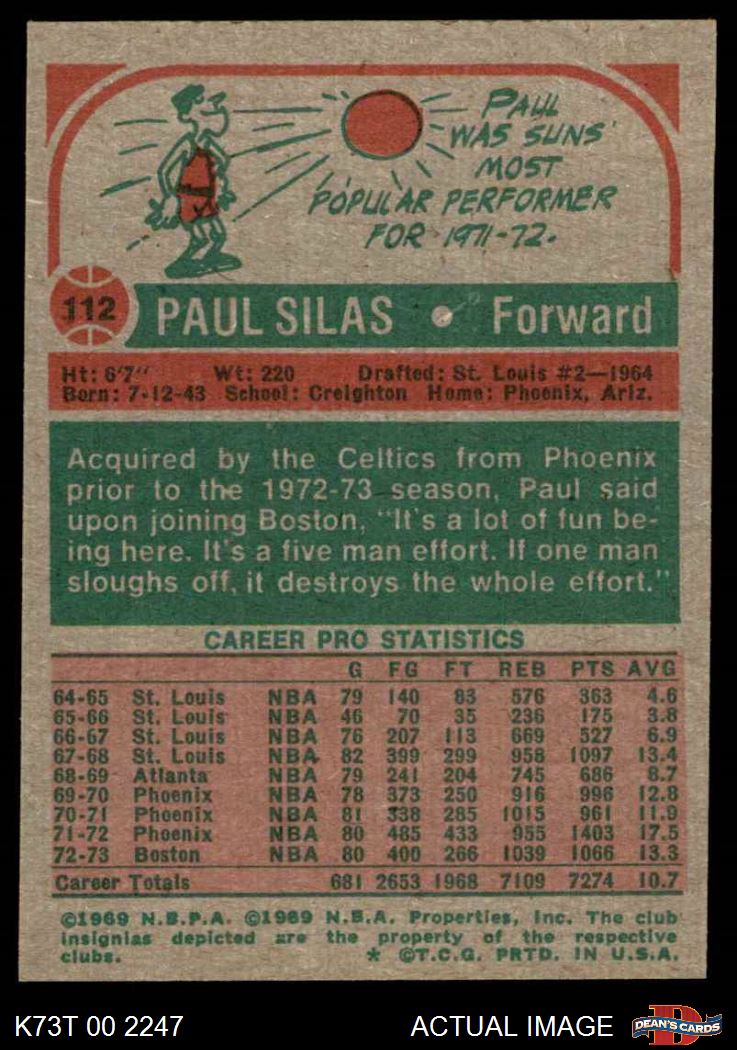 PAUL
WAS SUNS'
MOST
POPULAR PERFORMER
FOR 1971-72.
112 PAUL SILAS • Forward
Ht: 6'7" Wt: 220 Drafted: St. Louis #2—1964
Born: 7-12-43 School: Creighton Home: Phoenix, Ariz.
Acquired by the Celtics from Phoenix
prior to the 1972-73 season, Paul said
upon joining Boston, "It's a lot of fun be-
ing here. It's a five man effort. If one man
sloughs off, it destroys the whole effort."
CAREER PRO STATISTICS
G FG FT REB PTS AVG
64-65 St. Louis NBA 79 140 83 576 363 4.6
65-66 St. Louis NBA 46 70 35 236 175 3.8
66-67 St. Louis NBA 76 207 113 669 527 6.9
67-68 St. Louis NBA 82 399 299 958 1097 13.4
68-69 Atlanta NBA 79 241 204 745 686 8.7
69-70 Phoenix NBA 78 373 250 916 996 12.8
70-71 Phoenix NBA 81 338 285 1015 961 11.9
71-72 Phoenix NBA 80 485 433 955 1403 17.5
72-73 Boston NBA 80 400 266 1039 1066 13.3
Career Totals 681 2653 1968 7109 7274 10.7
©1969 N.B.P.A. ©1969 N.B.A. Properties, Inc. The club
insignias depicted are the property of the respective
clubs. * ©T.C.G. PRTD. IN U.S.A.
K73T 00 2247 ACTUAL IMAGE D DEAN'S CARDS